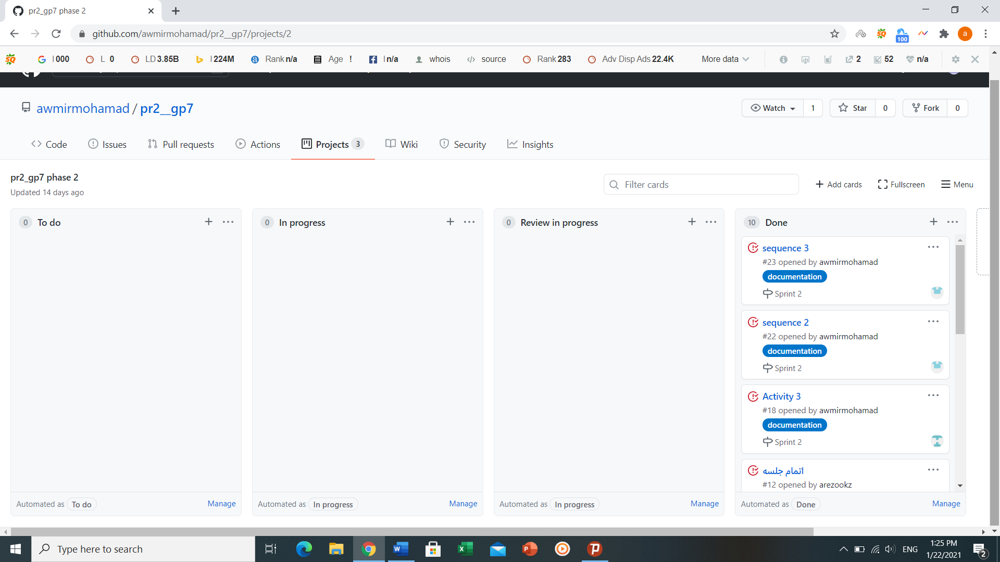 pr2_gp7 phase 2
github.com/awmirmohamad/pr2__gp7/projects/2
a
100
SQ I 000 L 0 LD 3.85B I 224M Rank n/a Age ! I n/a whois source Rank 283 Adv Disp Ads 22.4K More data 2 52 n/a
awmirmohamad / pr2__gp7
Watch 1 Star 0 Fork 0
Code Issues Pull requests Actions Projects 3 Wiki Security Insights
pr2_gp7 phase 2
Updated 14 days ago
Filter cards + Add cards Fullscreen Menu
0 To do + ...
0 In progress + ...
0 Review in progress + ...
10 Done + ...
sequence 3
#23 opened by awmirmohamad
documentation
Sprint 2
sequence 2
#22 opened by awmirmohamad
documentation
Sprint 2
Activity 3
#18 opened by awmirmohamad
documentation
Sprint 2
اتمام جلسه
#12 opened by arezookz
Automated as To do Manage
Automated as In progress Manage
Automated as In progress Manage
Automated as Done Manage
Type here to search
ENG
1:25 PM
1/22/2021
2